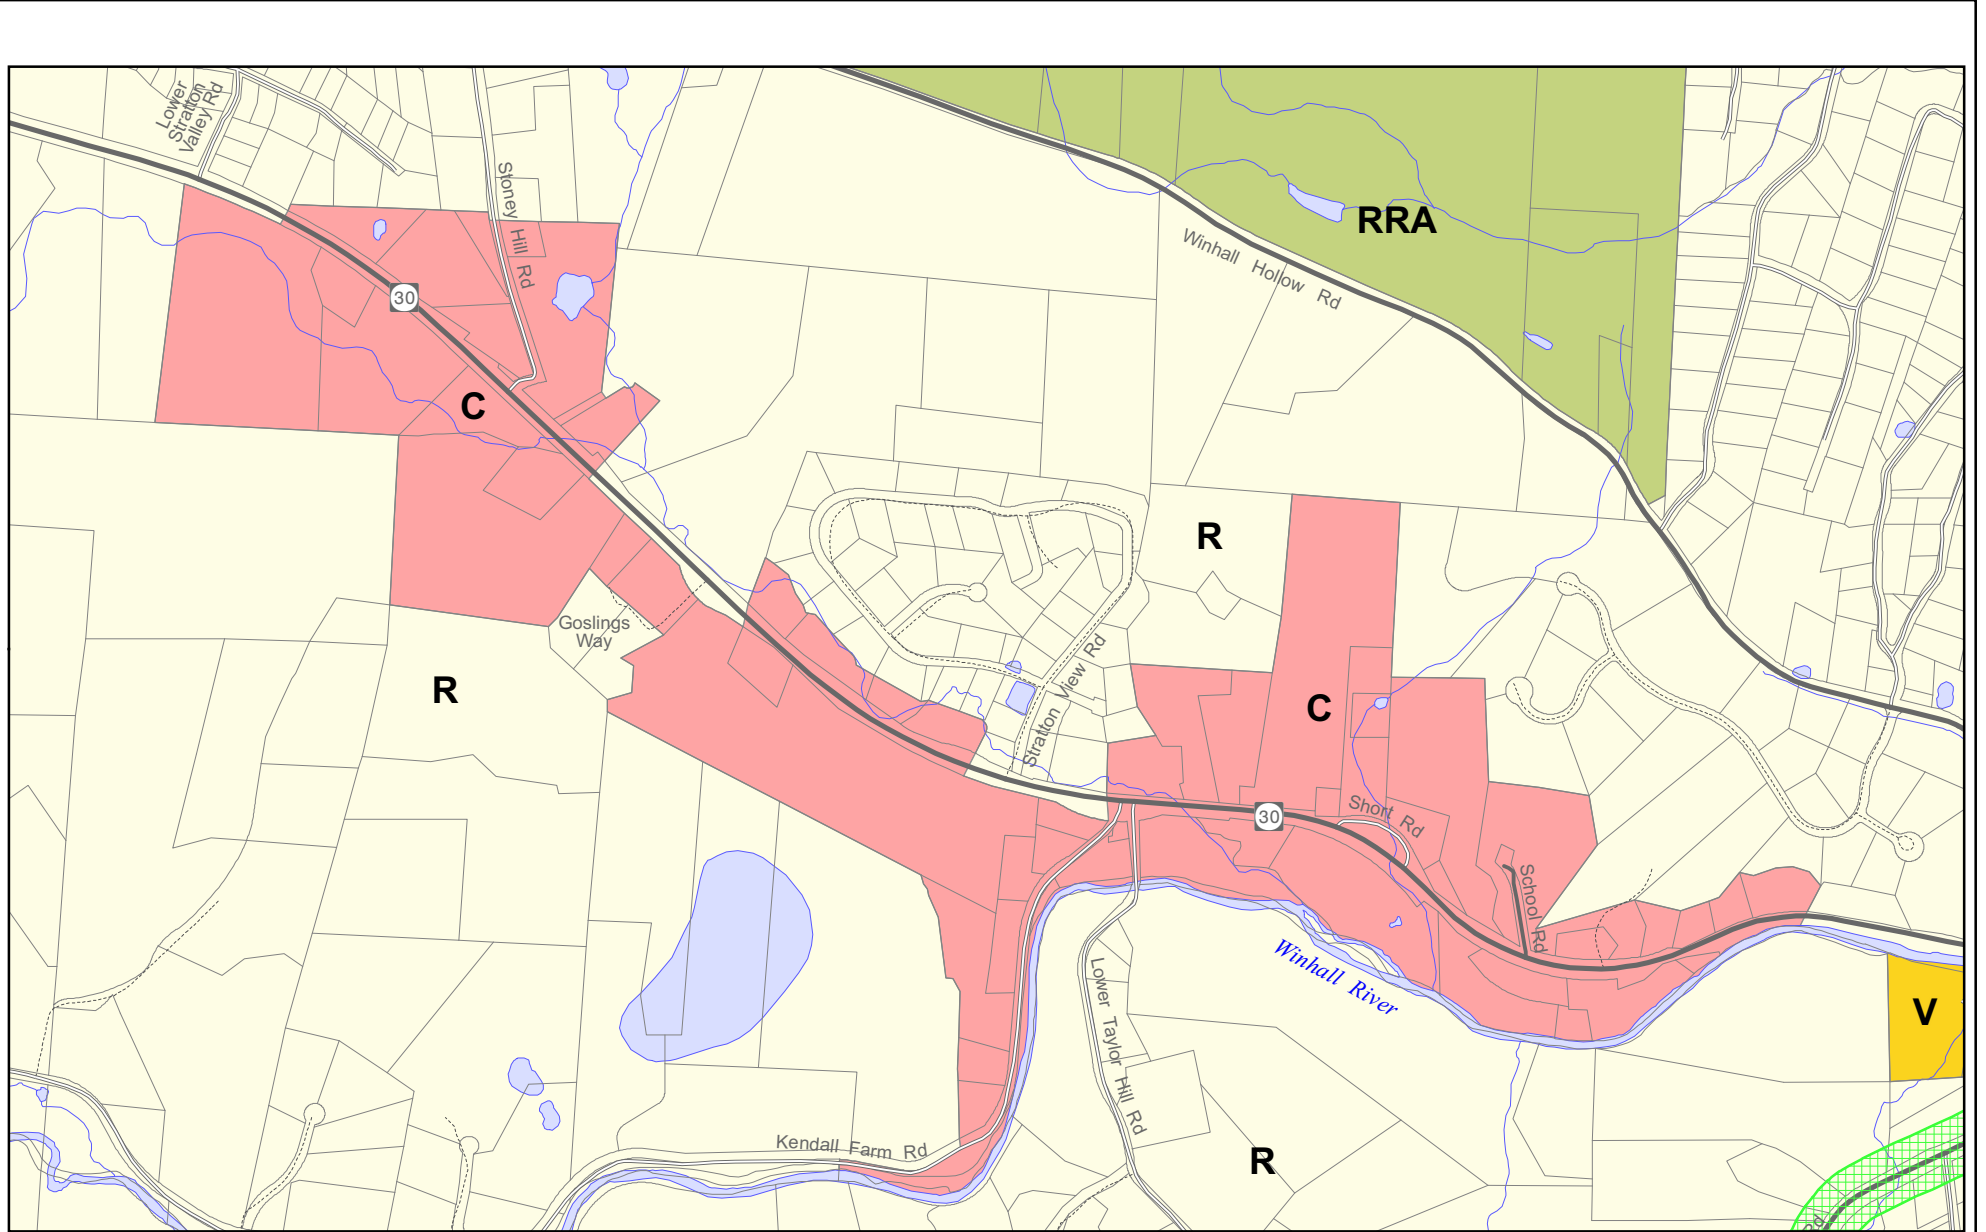 Lower
Stratton
Valley Rd
Stoney Hill Rd
RRA
Winhall Hollow Rd
30
C
R
Goslings
Way
R
Stratton View Rd
C
30
Short Rd
School Rd
Winhall River
Lower Taylor Hill Rd
V
Kendall Farm Rd
R
Rd